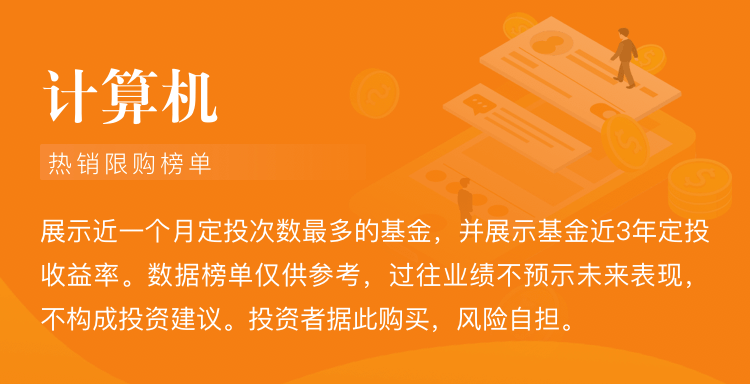 计算机
热销限购榜单
展示近一个月定投次数最多的基金，并展示基金近3年定投
收益率。数据榜单仅供参考，过往业绩不预示未来表现，
不构成投资建议。投资者据此购买，风险自担。